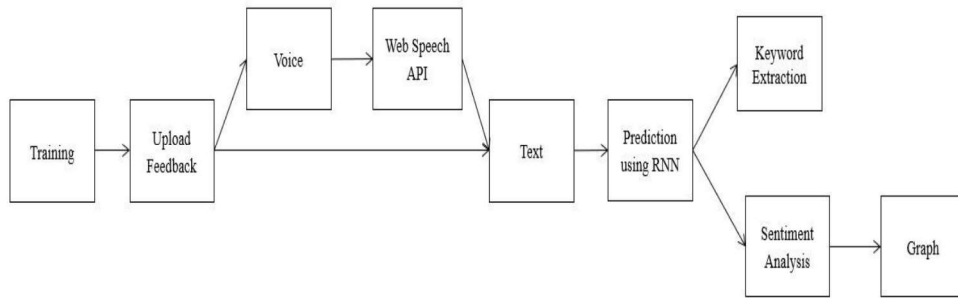 Training
Upload
Feedback
Voice
Web Speech
API
Text
Prediction
using RNN
Keyword
Extraction
Sentiment
Analysis
Graph